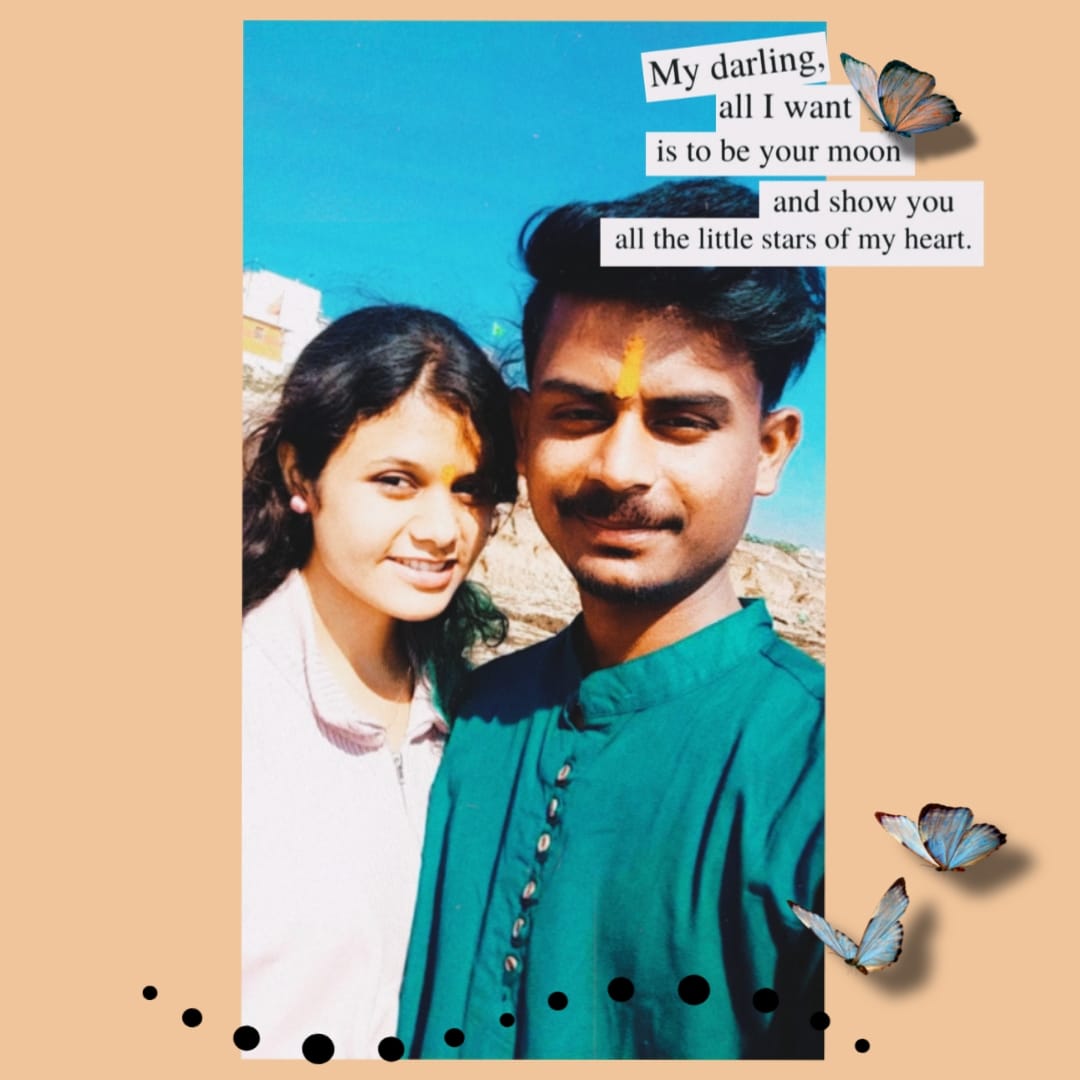 My darling,
all I want
is to be your moon
and show you
all the little stars of my heart.